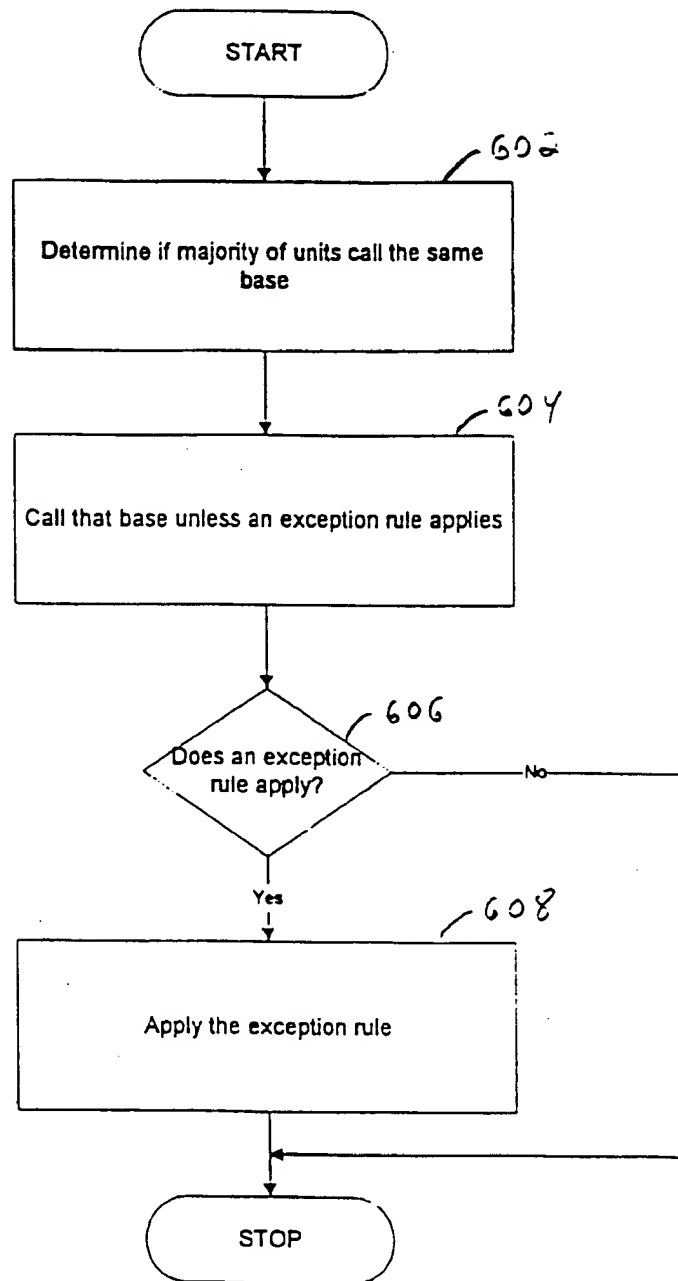 START
602
Determine if majority of units call the same
base
604
Call that base unless an exception rule applies
606
Does an exception
rule apply?
No
Yes
608
Apply the exception rule
STOP